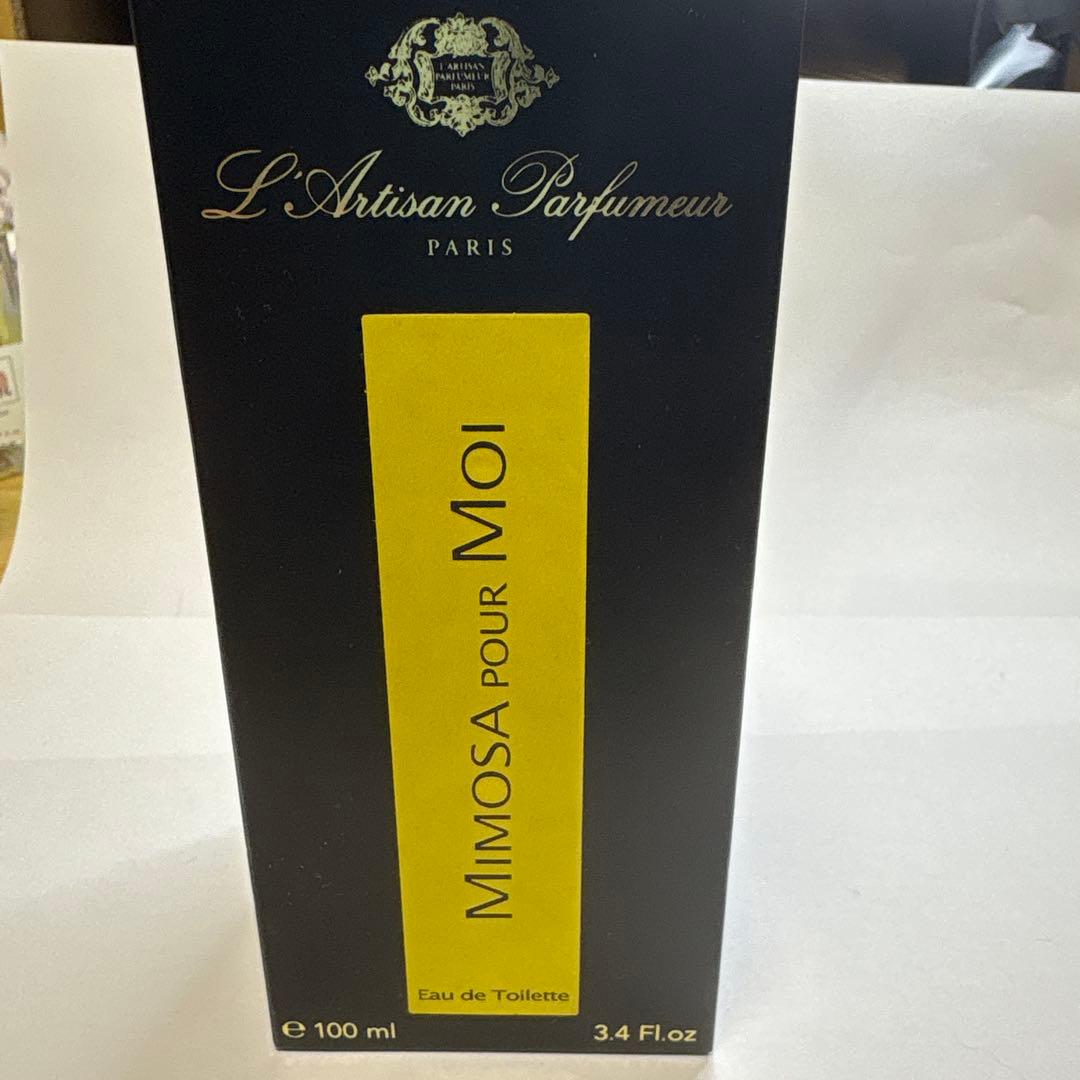 L'ARTISAN
PARFUMEUR
PARIS
L'Artisan Parfumeur
PARIS
MIMOSA POUR MOI
Eau de Toilette
℮ 100 ml
3.4 Fl.oz